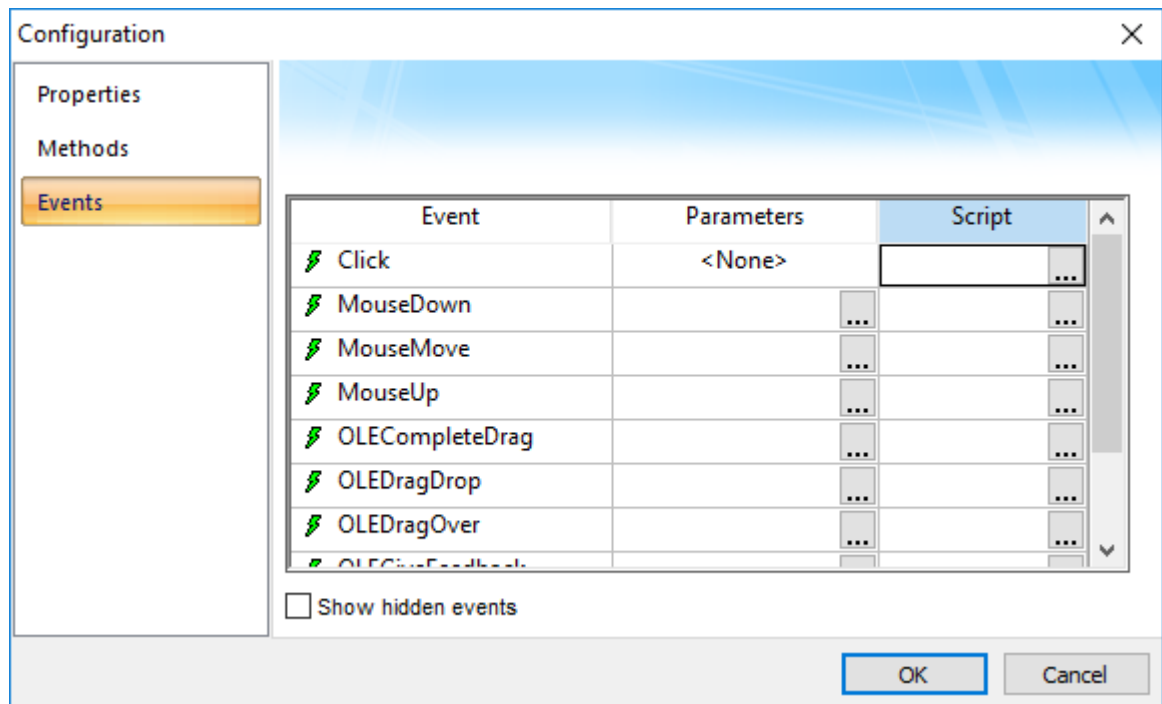 Configuration
Properties
Methods
Events
Event Parameters Script
Click <None> ...
MouseDown ... ...
MouseMove ... ...
MouseUp ... ...
OLECompleteDrag ... ...
OLEDragDrop ... ...
OLEDragOver ... ...
OLEGiveFeedback
Show hidden events
OK Cancel